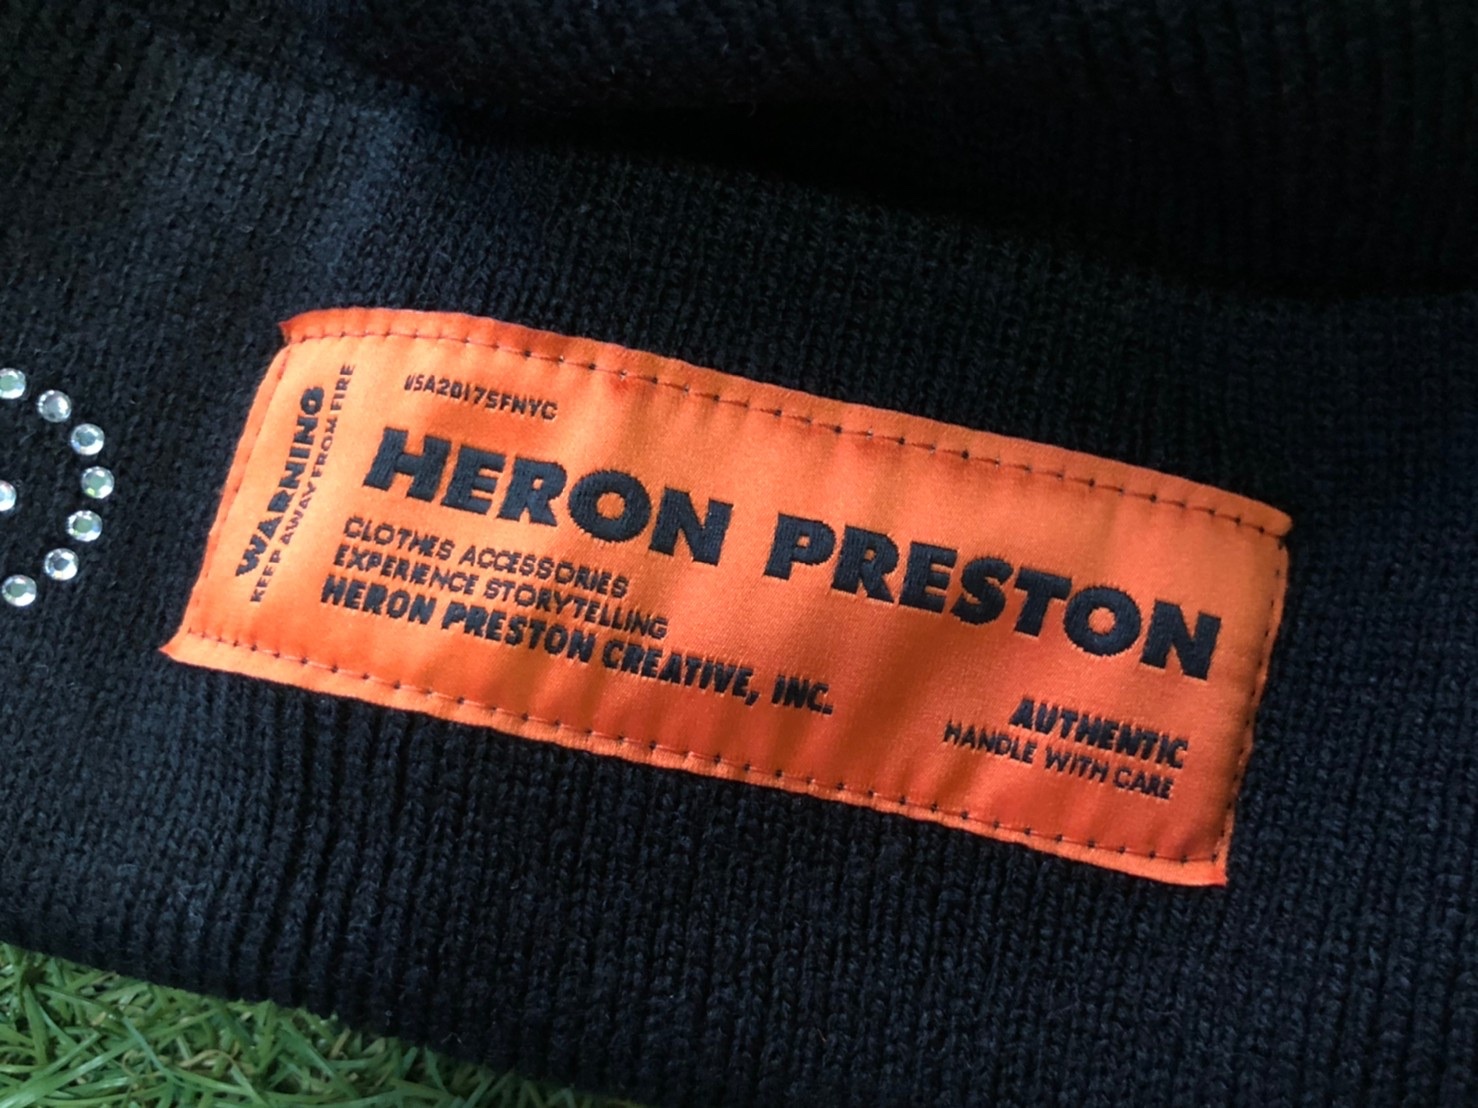 WARNING
KEEP AWAY FROM FIRE
USA2017SFNYC
HERON PRESTON
CLOTHES ACCESSORIES
EXPERIENCE STORYTELLING
HERON PRESTON CREATIVE, INC.
AUTHENTIC
HANDLE WITH CARE